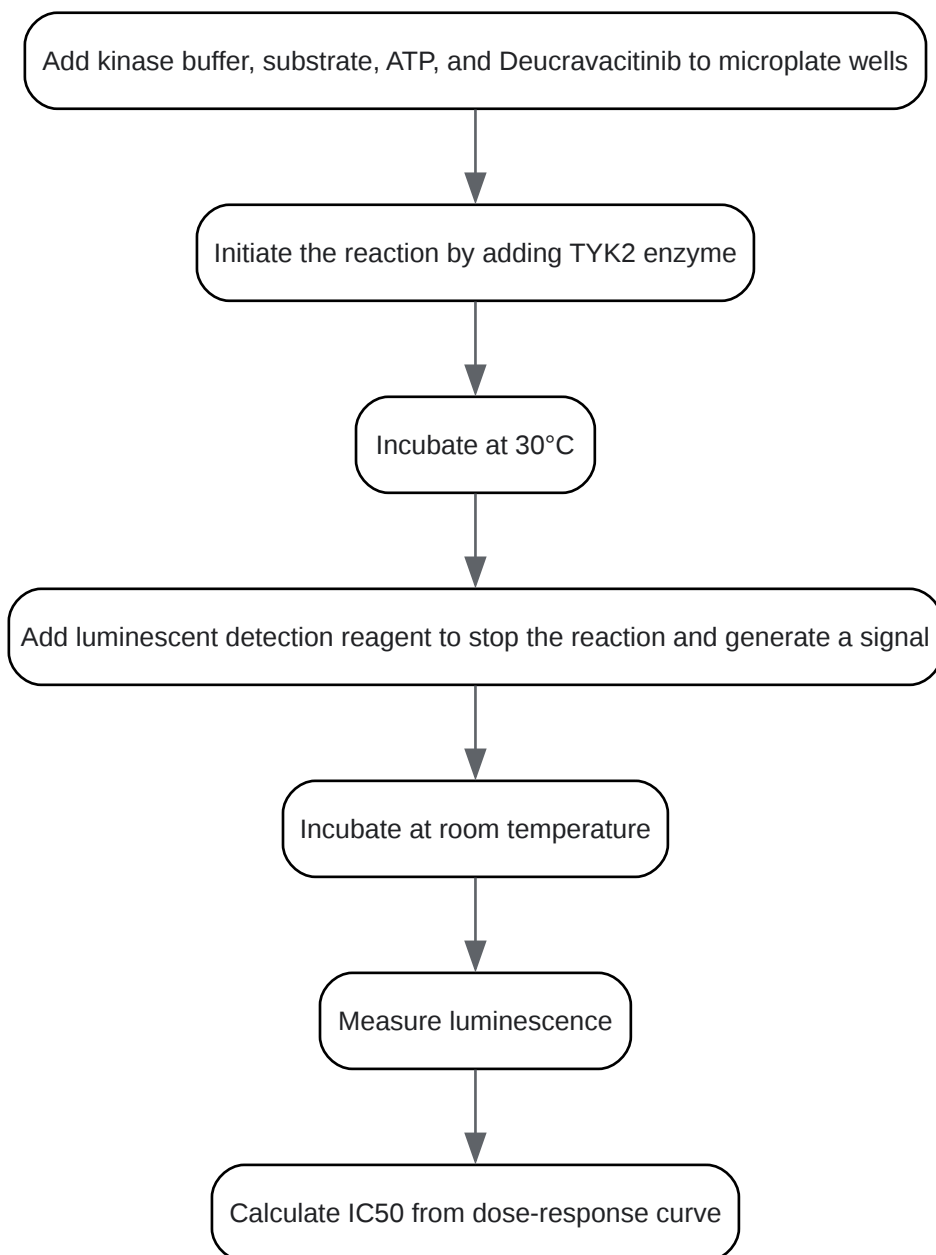 Add kinase buffer, substrate, ATP, and Deucravacitinib to microplate wells
Initiate the reaction by adding TYK2 enzyme
Incubate at 30°C
Add luminescent detection reagent to stop the reaction and generate a signal
Incubate at room temperature
Measure luminescence
Calculate IC50 from dose-response curve